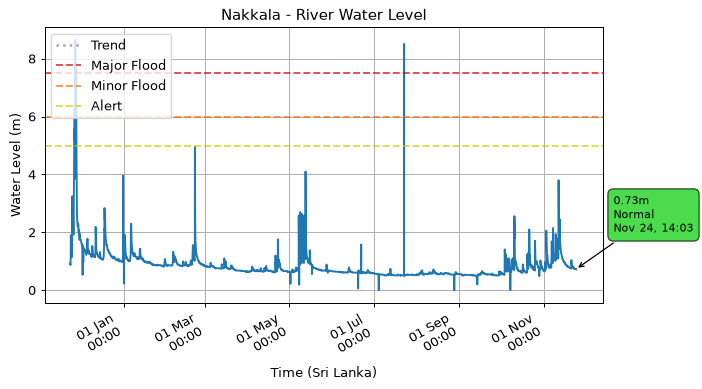 Nakkala - River Water Level
Trend
Major Flood
Minor Flood
Alert
Water Level (m)
8
6
4
2
0
0.73m
Normal
Nov 24, 14:03
01 Jan
00:00
01 Mar
00:00
01 May
00:00
01 Jul
00:00
01 Sep
00:00
01 Nov
00:00
Time (Sri Lanka)